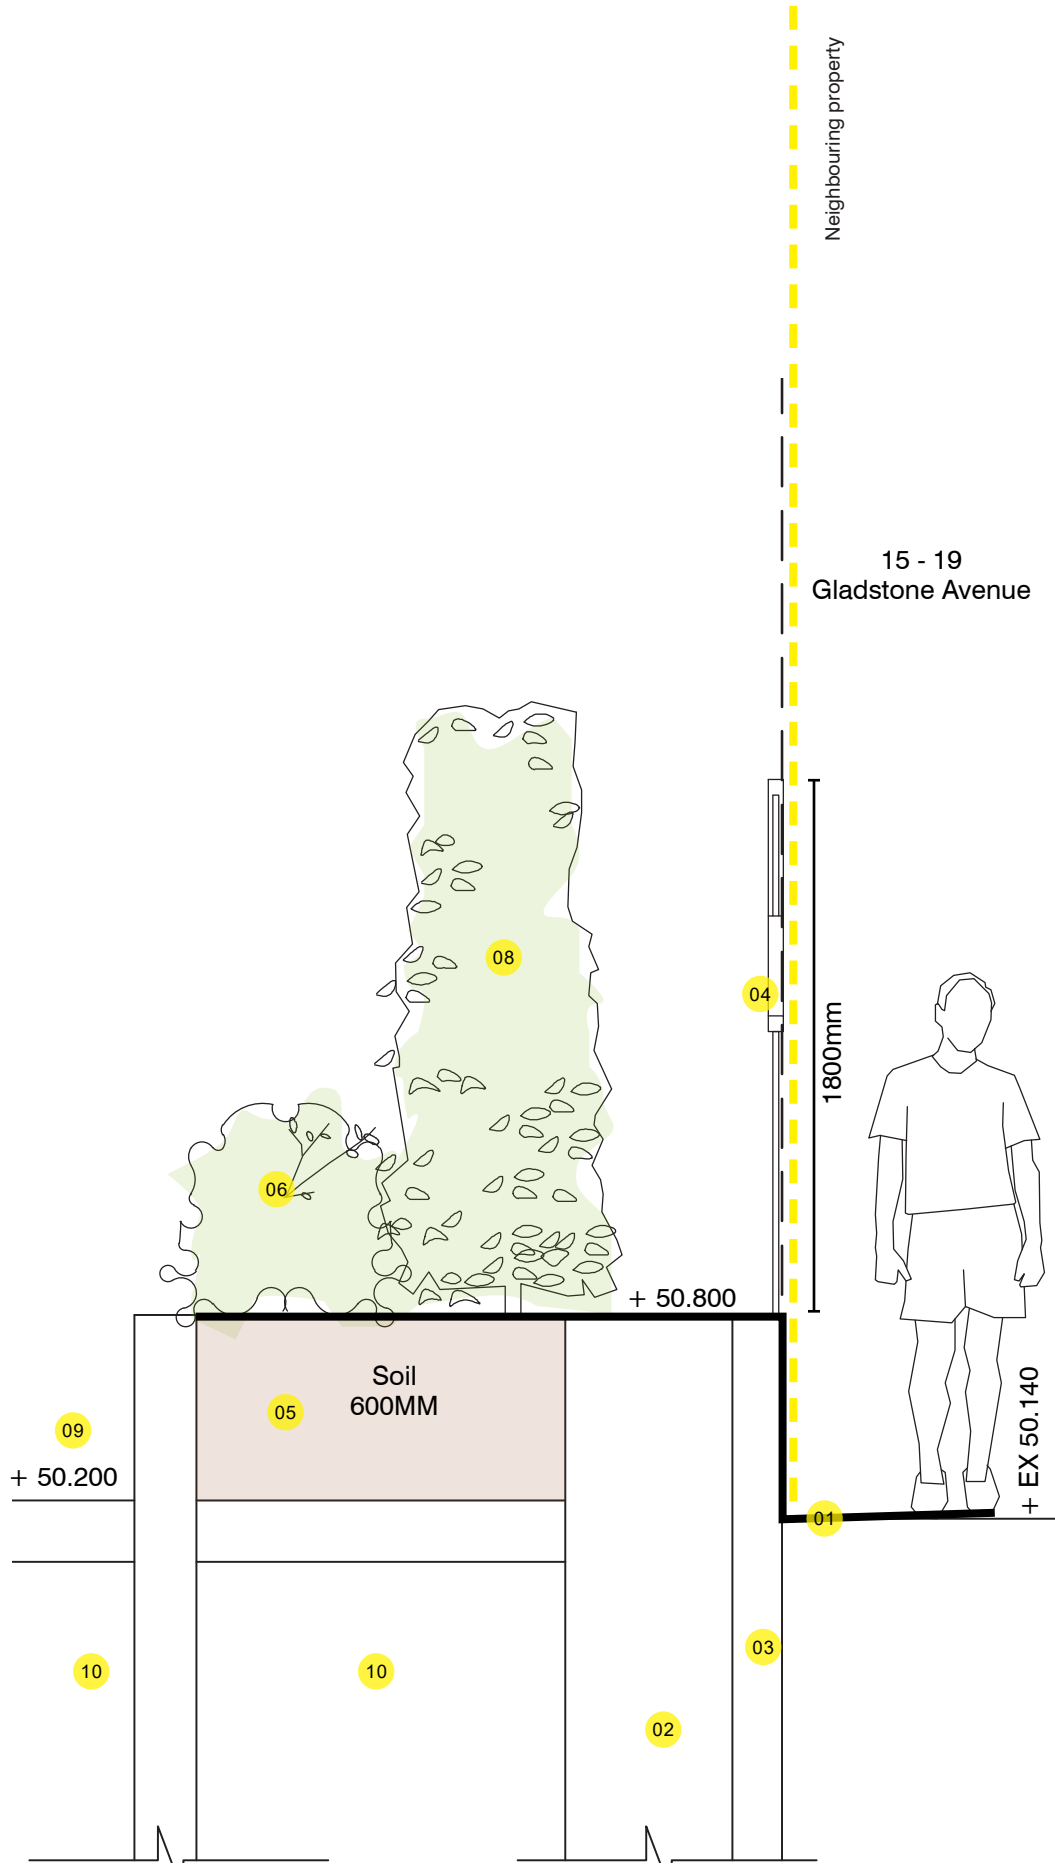 Neighbouring property
15 - 19
Gladstone Avenue
08
04
1800mm
06
+ 50.800
Soil
600MM
05
09
+ 50.200
+ EX 50.140
01
03
10
10
02